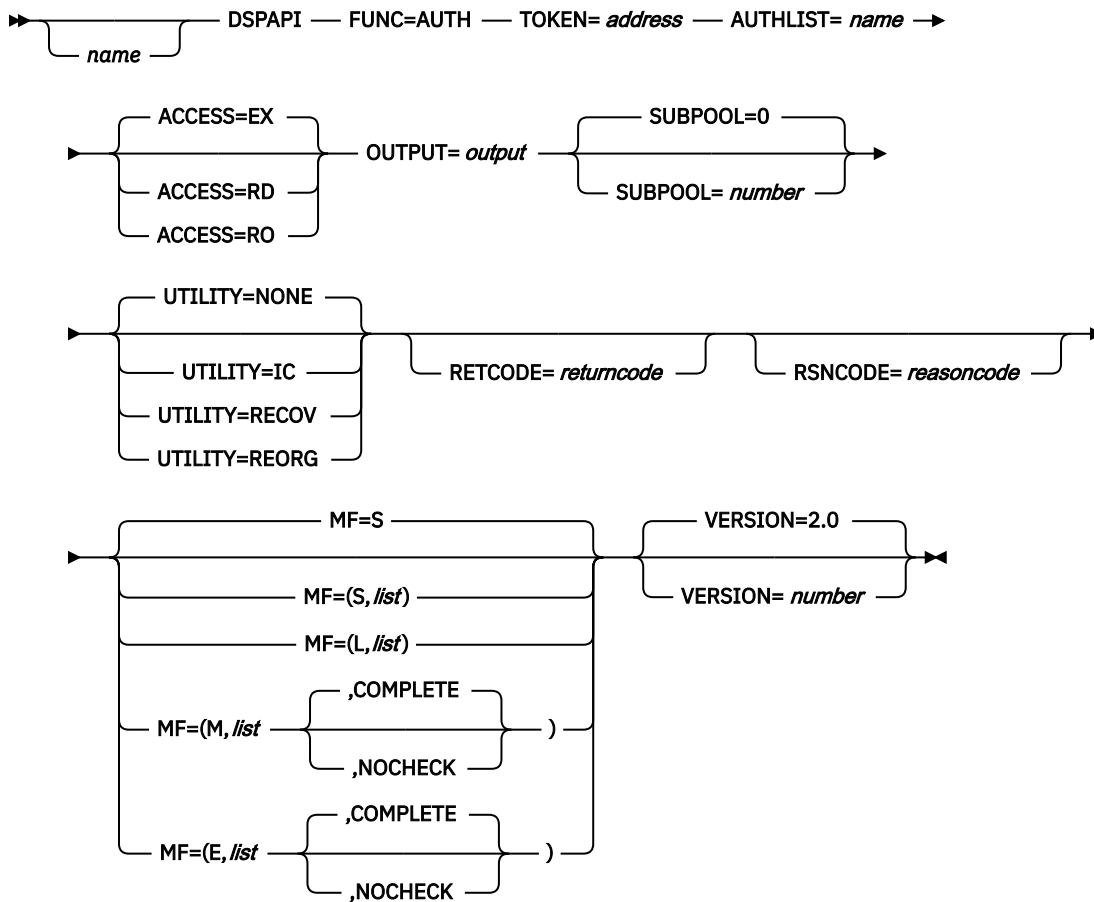 DSPAPI FUNC=AUTH TOKEN= address AUTHLIST= name
name
ACCESS=EX
ACCESS=RD
ACCESS=RO
OUTPUT= output
SUBPOOL=0
SUBPOOL= number
UTILITY=NONE
UTILITY=IC
UTILITY=RECOV
UTILITY=REORG
RETCODE= returncode
RSNCODE= reasoncode
MF=S
MF=(S,list)
MF=(L,list)
MF=(M,list ,COMPLETE ,NOCHECK )
MF=(E,list ,COMPLETE ,NOCHECK )
VERSION=2.0
VERSION= number